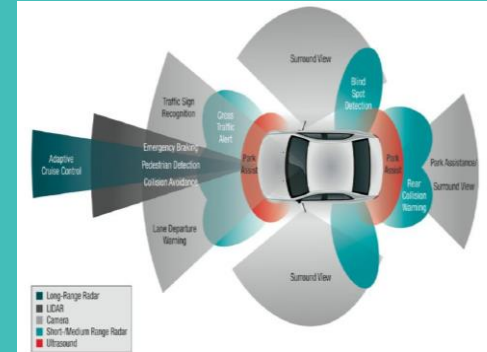 Surround View
Blind
Spot
Detection
Traffic Sign
Recognition
Cross
Traffic
Alert
Emergency Braking
Pedestrian Detection
Collision Avoidance
Adaptive
Cruise Control
Park
Assist
Park
Assist
Park Assistance/
Surround View
Rear
Collision
Warning
Lane Departure
Warning
Surround View
Long-Range Radar
LIDAR
Camera
Short-/Medium Range Radar
Ultrasound